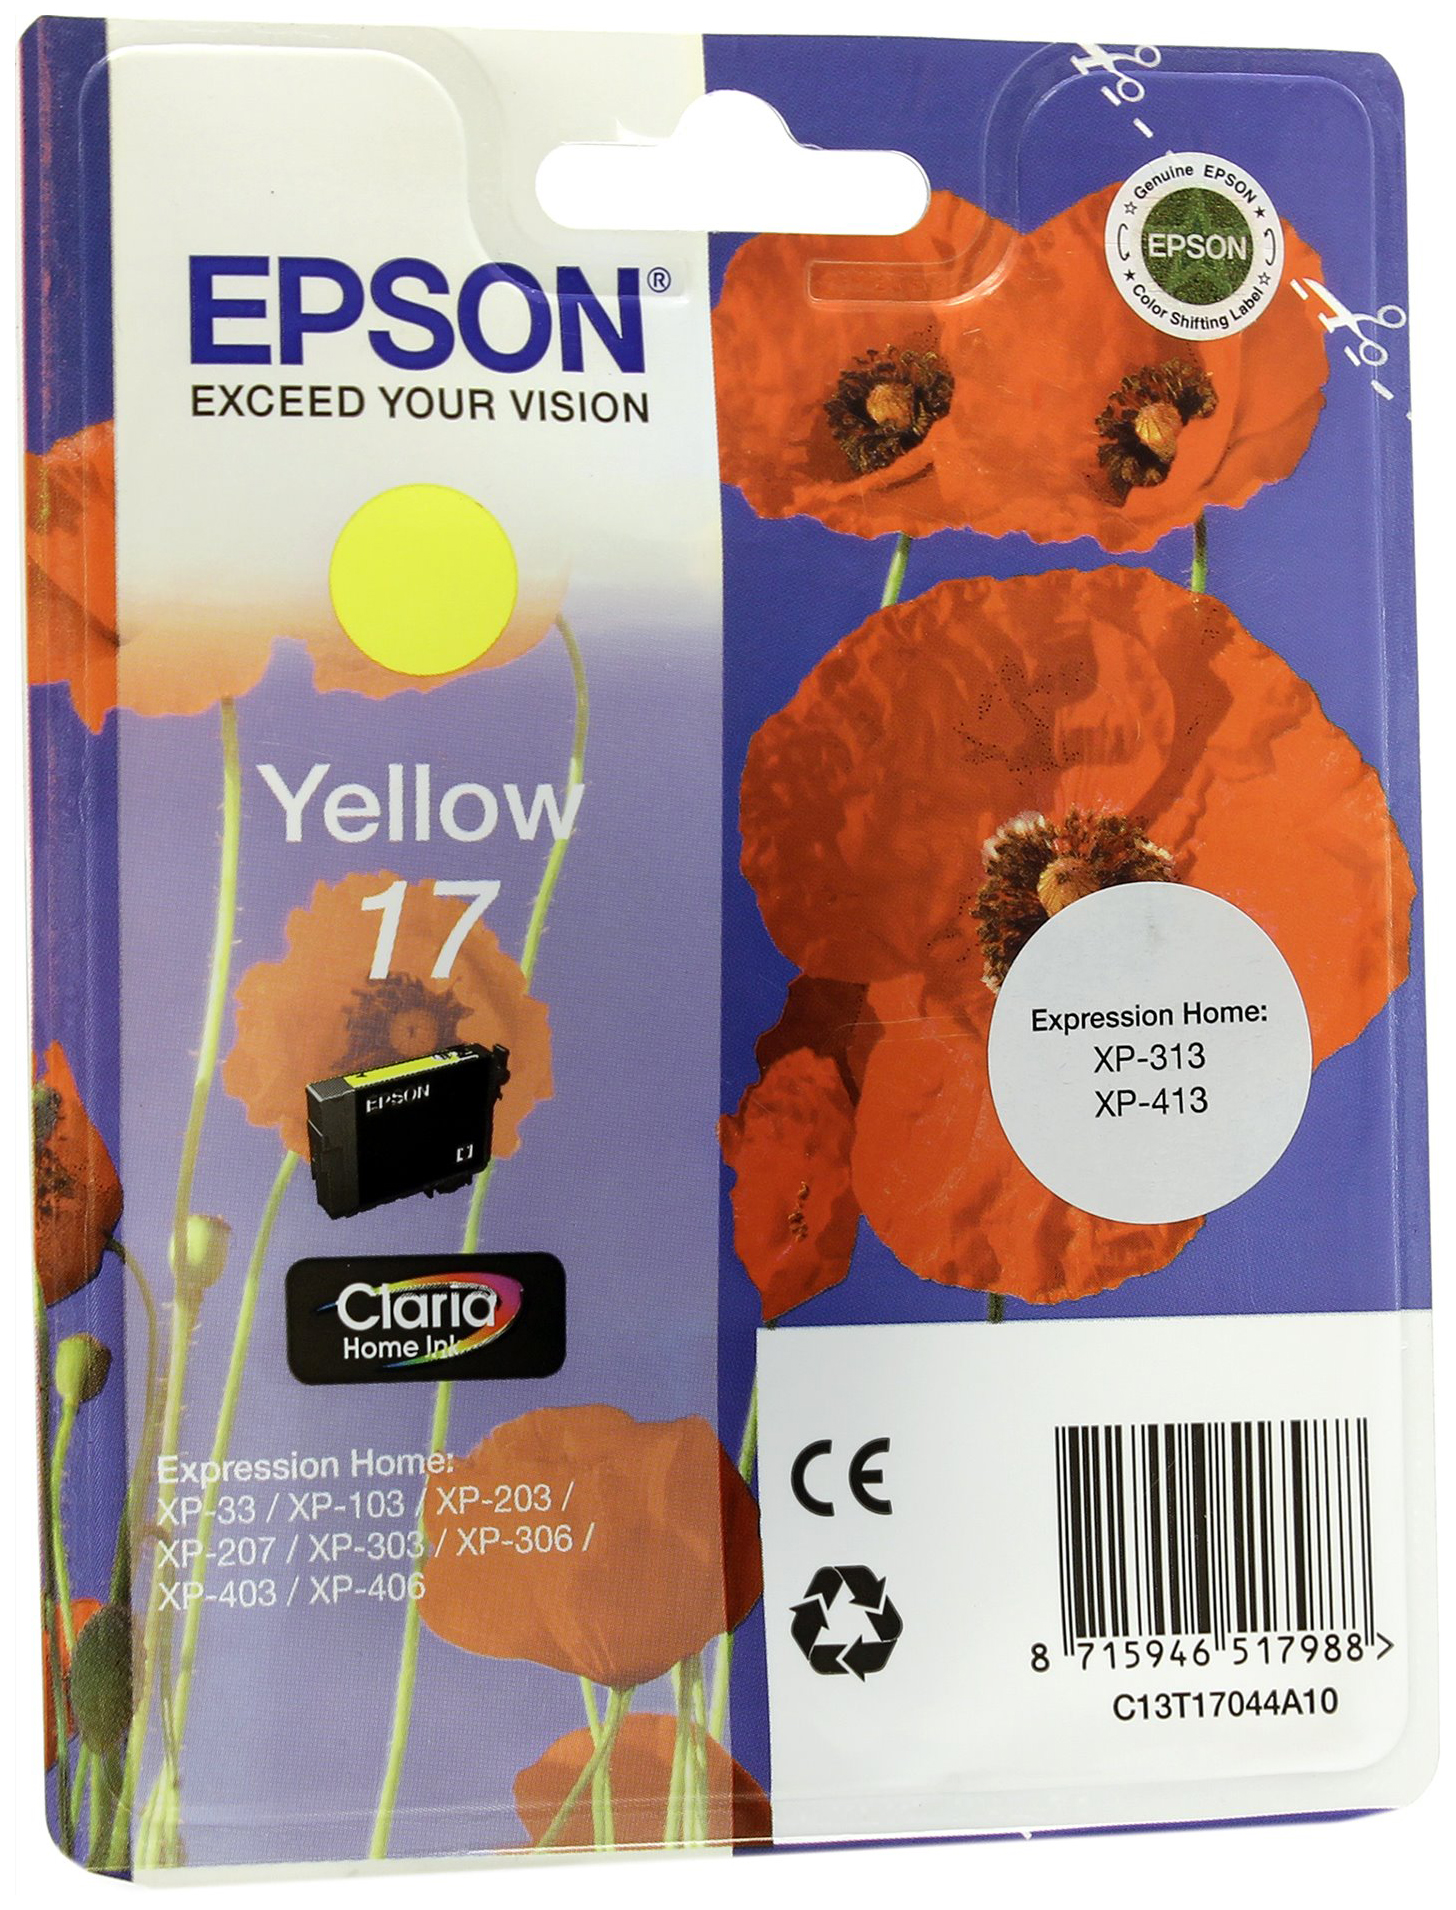 EPSON®
EXCEED YOUR VISION
Genuine EPSON
EPSON
Color Shifting Label
Yellow
17
EPSON
Claria
Home Ink
Expression Home:
XP-313
XP-413
Expression Home:
XP-33 / XP-103 / XP-203 /
XP-207 / XP-303 / XP-306 /
XP-403 / XP-406
CE
8 715946 517988 >
C13T17044A10